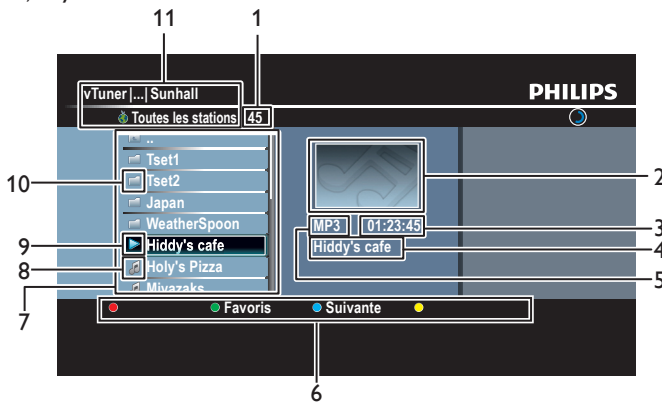 11 1
vTuner |...| Sunhall
PHILIPS
Toutes les stations 45
..
Tset1
Tset2
Japan
WeatherSpoon
Hiddy's cafe
Holy's Pizza
Miyazaks
MP3 01:23:45
Hiddy's cafe
Favoris Suivante
10
9
8
7
2
3
4
5
6